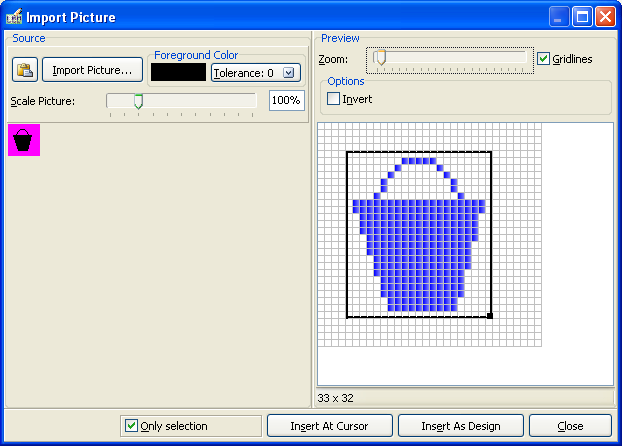 Import Picture
Source
Import Picture...
Foreground Color
Tolerance: 0
Scale Picture:
100%
Preview
Zoom:
Gridlines
Options
Invert
33 x 32
Only selection
Insert At Cursor
Insert As Design
Close